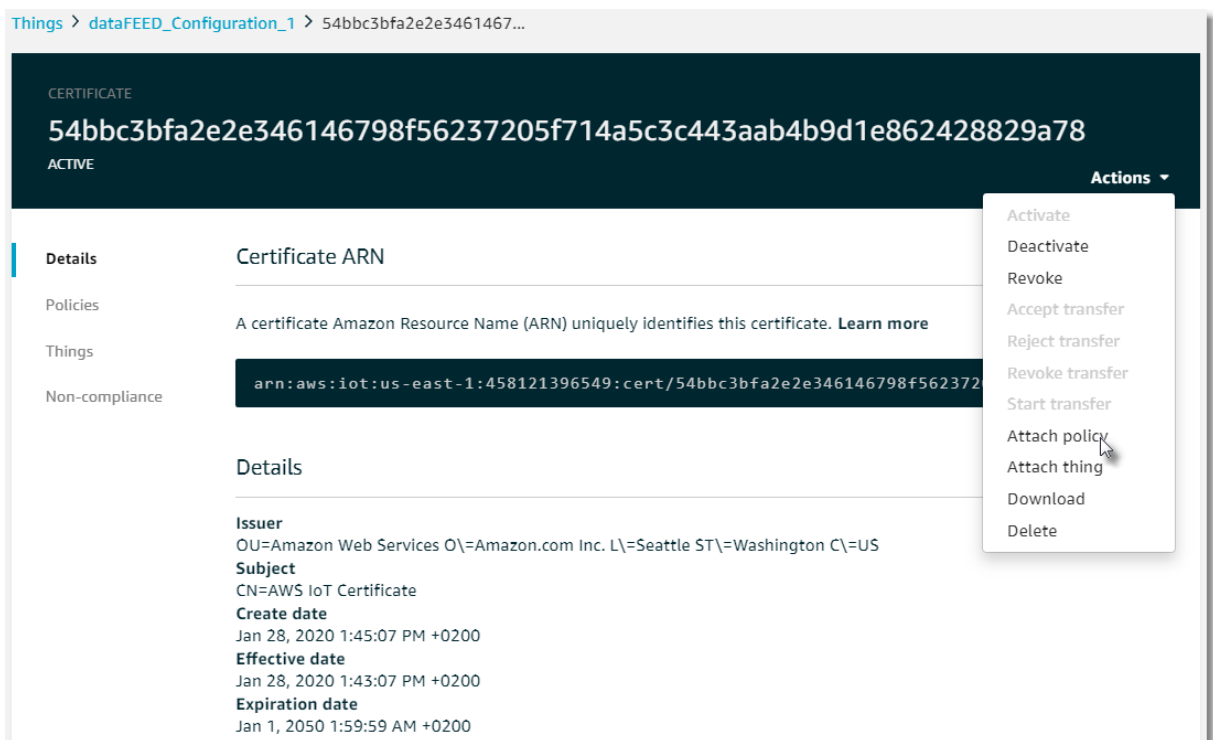 Things > dataFEED_Configuration_1 > 54bbc3bfa2e2e3461467...
CERTIFICATE
54bbc3bfa2e2e346146798f56237205f714a5c3c443aab4b9d1e862428829a78
ACTIVE
Actions
Activate
Deactivate
Revoke
Accept transfer
Reject transfer
Revoke transfer
Start transfer
Attach policy
Attach thing
Download
Delete
Details
Policies
Things
Non-compliance
Certificate ARN
A certificate Amazon Resource Name (ARN) uniquely identifies this certificate. Learn more
arn:aws:iot:us-east-1:458121396549:cert/54bbc3bfa2e2e346146798f562372
Details
Issuer
OU=Amazon Web Services O\=Amazon.com Inc. L\=Seattle ST\=Washington C\=US
Subject
CN=AWS IoT Certificate
Create date
Jan 28, 2020 1:45:07 PM +0200
Effective date
Jan 28, 2020 1:43:07 PM +0200
Expiration date
Jan 1, 2050 1:59:59 AM +0200